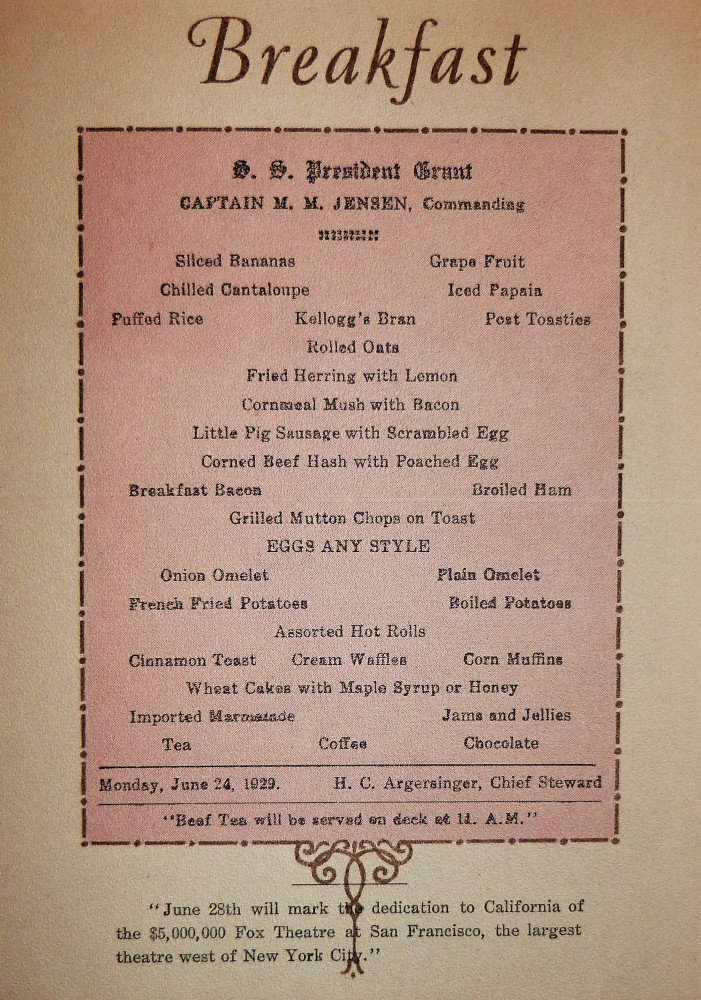 Breakfast
S. S. President Grant
CAPTAIN M. M. JENSEN, Commanding
Sliced Bananas Grape Fruit
Chilled Cantaloupe Iced Papaia
Puffed Rice Kellogg's Bran Post Toasties
Rolled Oats
Fried Herring with Lemon
Cornmeal Mush with Bacon
Little Pig Sausage with Scrambled Egg
Corned Beef Hash with Poached Egg
Breakfast Bacon Broiled Ham
Grilled Mutton Chops on Toast
EGGS ANY STYLE
Onion Omelet Plain Omelet
French Fried Potatoes Boiled Potatoes
Assorted Hot Rolls
Cinnamon Toast Cream Waffles Corn Muffins
Wheat Cakes with Maple Syrup or Honey
Imported Marmalade Jams and Jellies
Tea Coffee Chocolate
Monday, June 24, 1929. H. C. Argersinger, Chief Steward
"Beef Tea will be served on deck at 11. A.M."
"June 28th will mark the dedication to California of
the $5,000,000 Fox Theatre at San Francisco, the largest
theatre west of New York City."